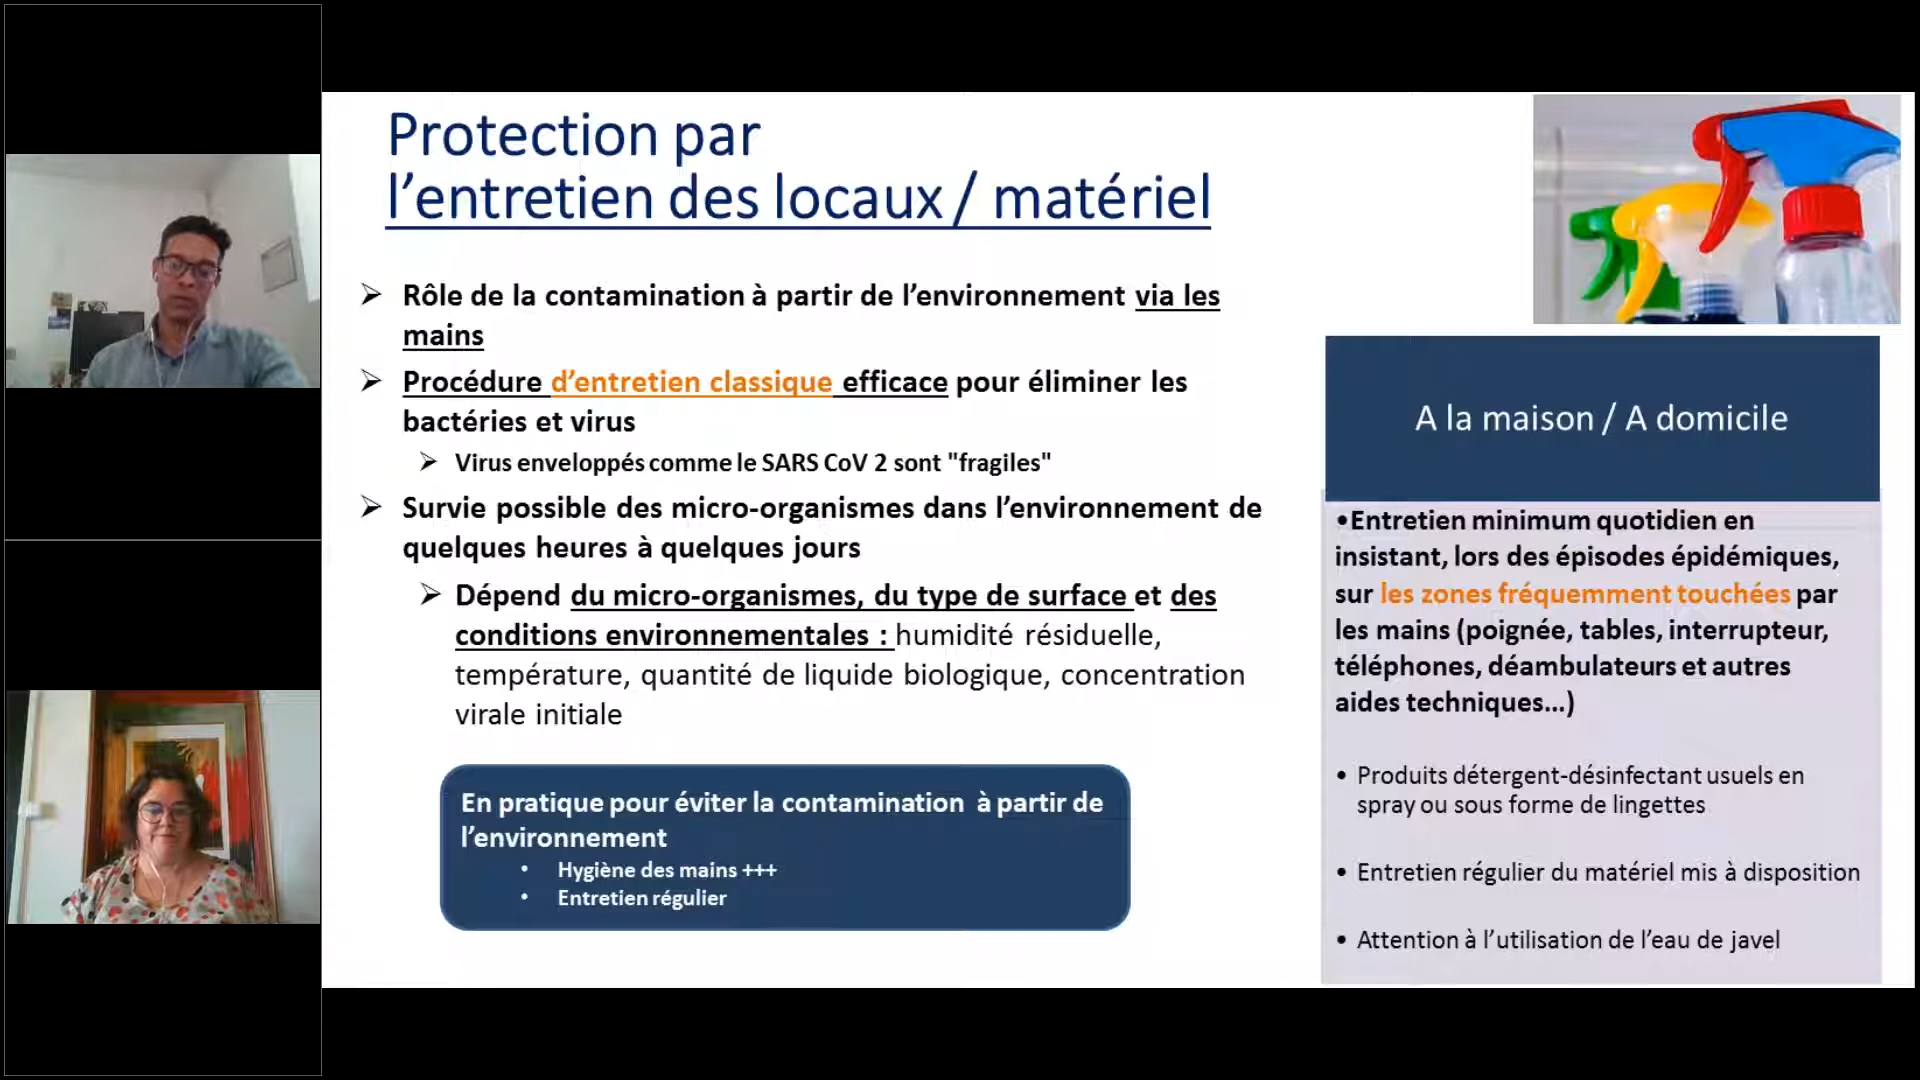 Protection par
l’entretien des locaux / matériel
➢ Rôle de la contamination à partir de l’environnement via les
mains
➢ Procédure d’entretien classique efficace pour éliminer les
bactéries et virus
➢ Virus enveloppés comme le SARS CoV 2 sont "fragiles"
➢ Survie possible des micro-organismes dans l’environnement de
quelques heures à quelques jours
➢ Dépend du micro-organismes, du type de surface et des
conditions environnementales : humidité résiduelle,
température, quantité de liquide biologique, concentration
virale initiale
En pratique pour éviter la contamination à partir de
l’environnement
• Hygiène des mains +++
• Entretien régulier
A la maison / A domicile
•Entretien minimum quotidien en
insistant, lors des épisodes épidémiques,
sur les zones fréquemment touchées par
les mains (poignée, tables, interrupteur,
téléphones, déambulateurs et autres
aides techniques...)
• Produits détergent-désinfectant usuels en
spray ou sous forme de lingettes
• Entretien régulier du matériel mis à disposition
• Attention à l’utilisation de l’eau de javel